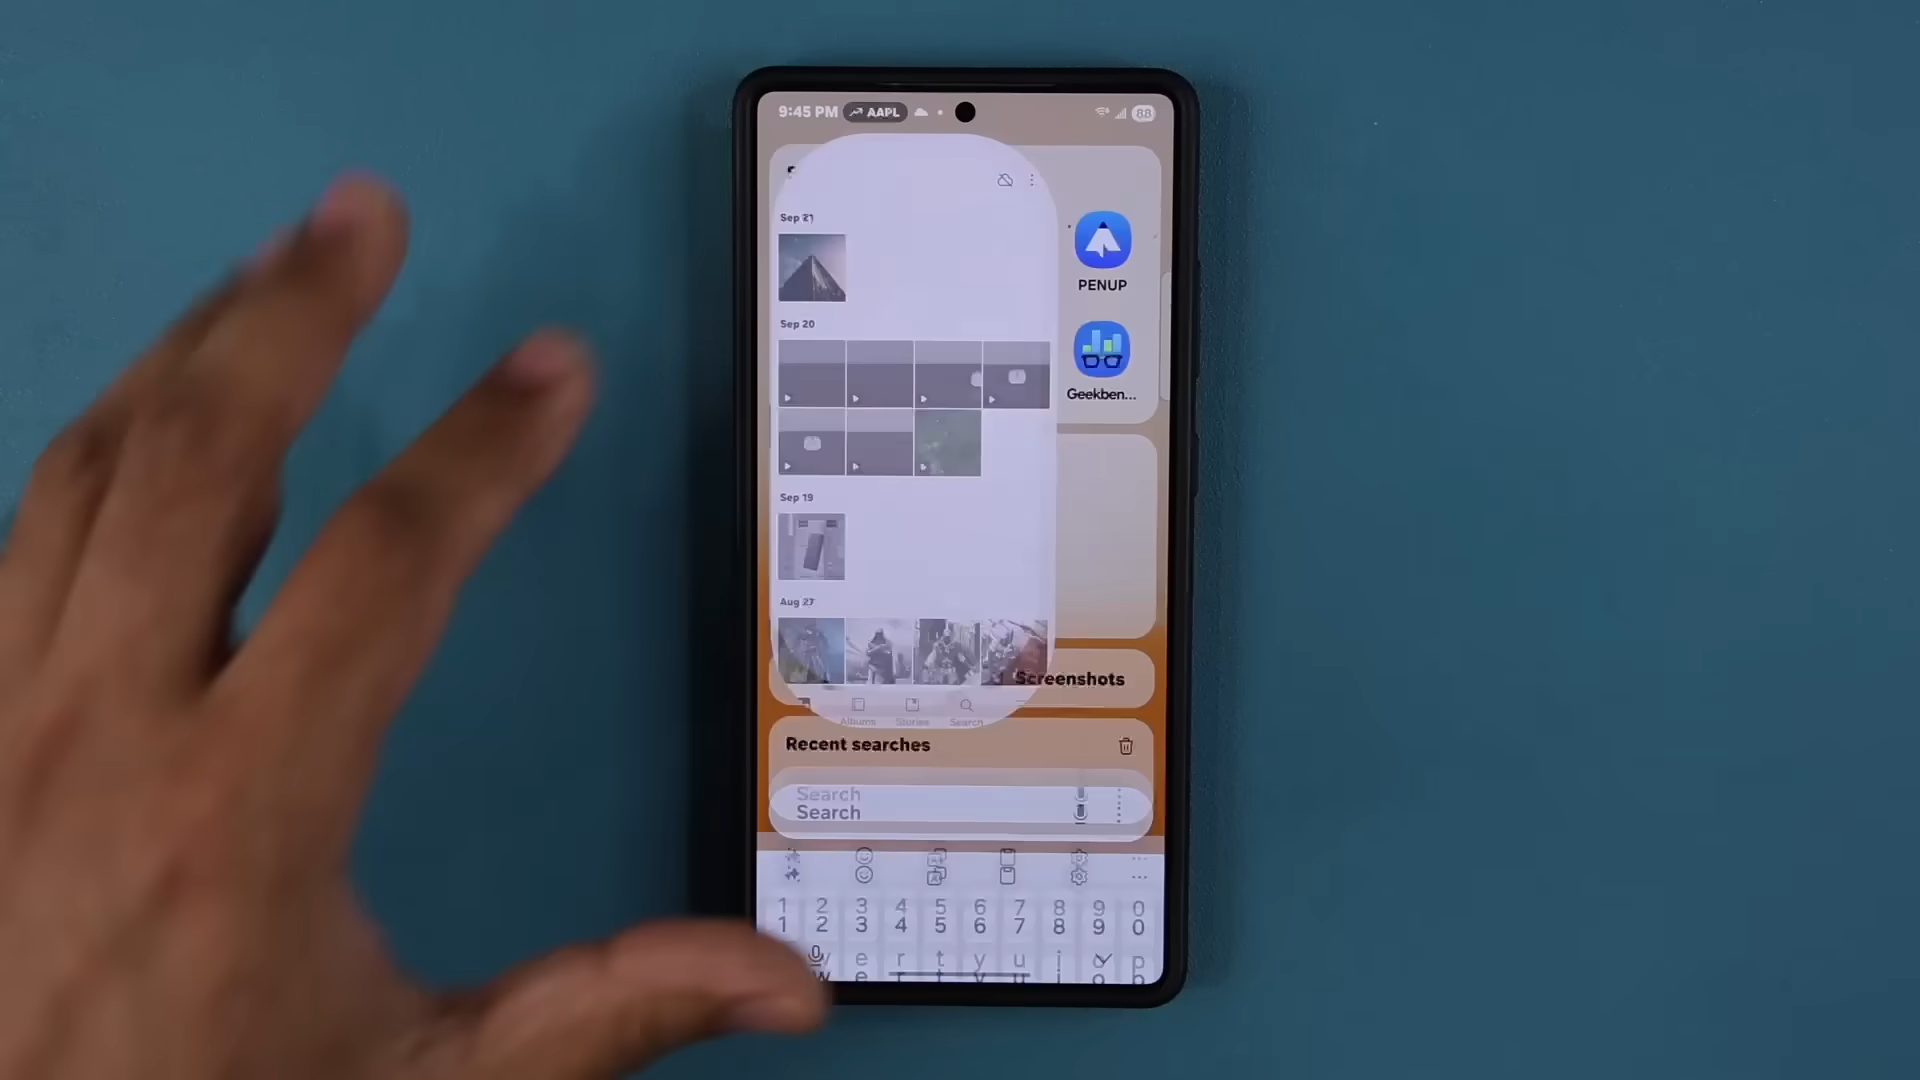 9:45 PM AAPL 88
Sep 21
PENUP
Sep 20
Geekben...
Sep 19
Aug 27
Screenshots
Albums Stories Search
Recent searches
Search
Search
1 2 3 4 5 6 7 8 9 0
1 2 3 4 5 6 7 8 9 0
e r t y u i o p
w e r t y u i o p